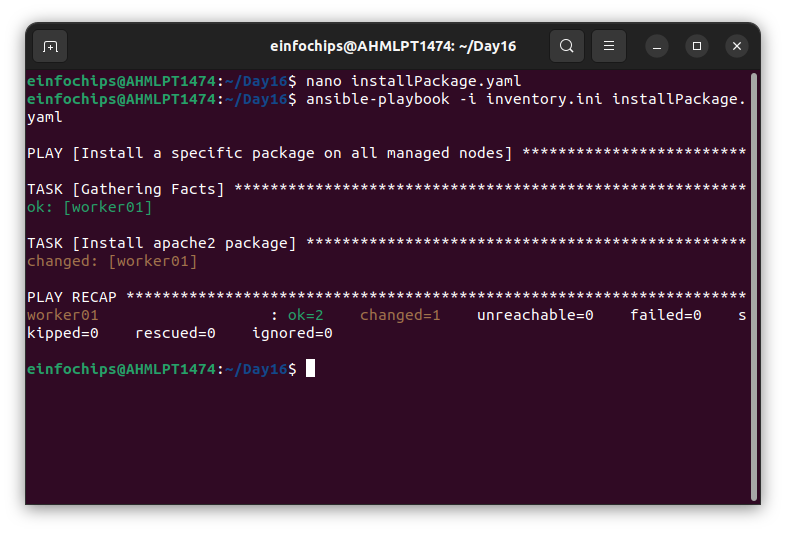 einfochips@AHMLPT1474: ~/Day16
einfochips@AHMLPT1474:~/Day16$ nano installPackage.yaml
einfochips@AHMLPT1474:~/Day16$ ansible-playbook -i inventory.ini installPackage.
yaml
PLAY [Install a specific package on all managed nodes] *************************
TASK [Gathering Facts] *********************************************************
ok: [worker01]
TASK [Install apache2 package] *************************************************
changed: [worker01]
PLAY RECAP *********************************************************************
worker01                   : ok=2    changed=1    unreachable=0    failed=0    s
kipped=0    rescued=0    ignored=0
einfochips@AHMLPT1474:~/Day16$